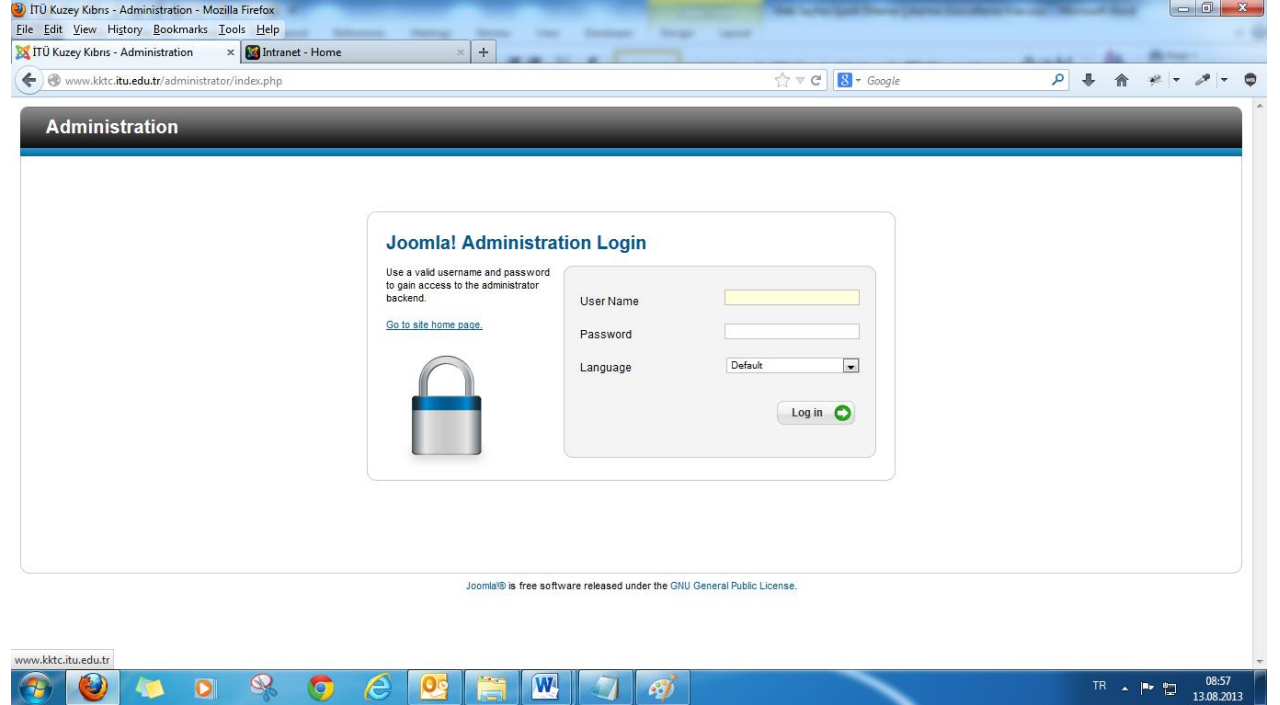 İTÜ Kuzey Kıbrıs - Administration - Mozilla Firefox
File Edit View History Bookmarks Tools Help
İTÜ Kuzey Kıbrıs - Administration × Intranet - Home × +
www.kktc.itu.edu.tr/administrator/index.php Google
Administration
Joomla! Administration Login
Use a valid username and password
to gain access to the administrator
backend.
Go to site home page.
User Name
Password
Language Default
Log in
Joomla!® is free software released under the GNU General Public License.
www.kktc.itu.edu.tr
TR 08:57
13.08.2013